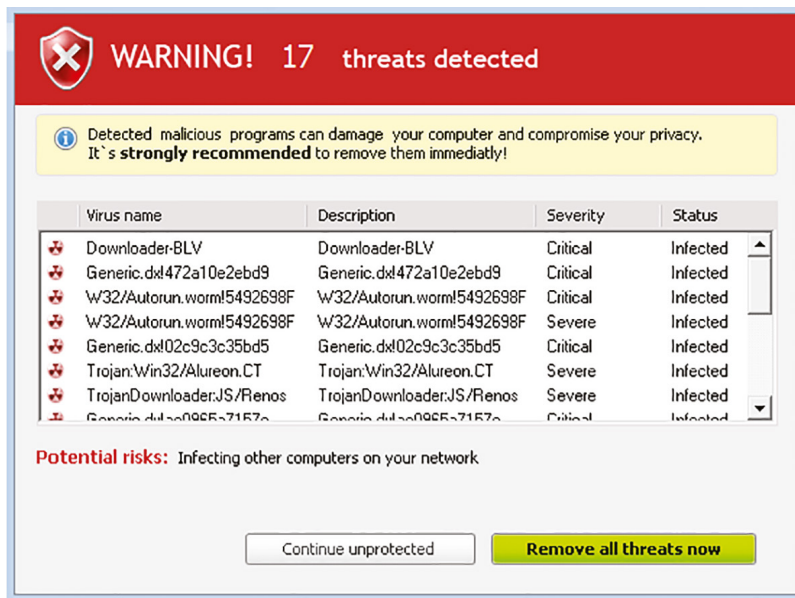 WARNING! 17 threats detected
Detected malicious programs can damage your computer and compromise your privacy.
It`s strongly recommended to remove them immediatly!
Virus name Description Severity Status
Downloader-BLV Downloader-BLV Critical Infected
Generic.dx!472a10e2ebd9 Generic.dx!472a10e2ebd9 Critical Infected
W32/Autorun.worm!5492698F W32/Autorun.worm!5492698F Critical Infected
W32/Autorun.worm!5492698F W32/Autorun.worm!5492698F Severe Infected
Generic.dx!02c9c3c35bd5 Generic.dx!02c9c3c35bd5 Critical Infected
Trojan:Win32/Alureon.CT Trojan:Win32/Alureon.CT Severe Infected
TrojanDownloader:JS/Renos TrojanDownloader:JS/Renos Severe Infected
Critical Infected
Potential risks: Infecting other computers on your network
Continue unprotected Remove all threats now